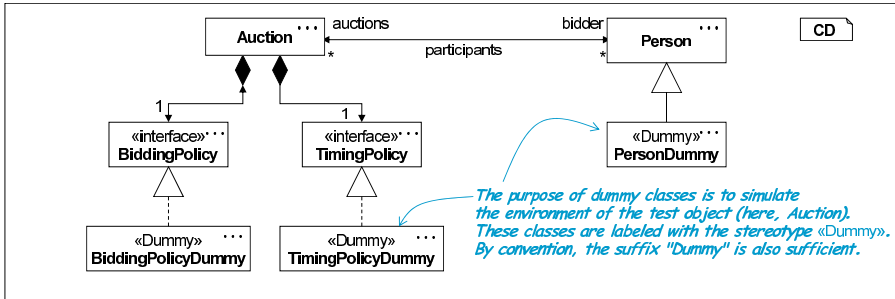 Auction
auctions
bidder
*
participants
*
Person
CD
1
1
«interface»
BiddingPolicy
«interface»
TimingPolicy
«Dummy»
PersonDummy
«Dummy»
BiddingPolicyDummy
«Dummy»
TimingPolicyDummy
The purpose of dummy classes is to simulate
the environment of the test object (here, Auction).
These classes are labeled with the stereotype «Dummy».
By convention, the suffix "Dummy" is also sufficient.